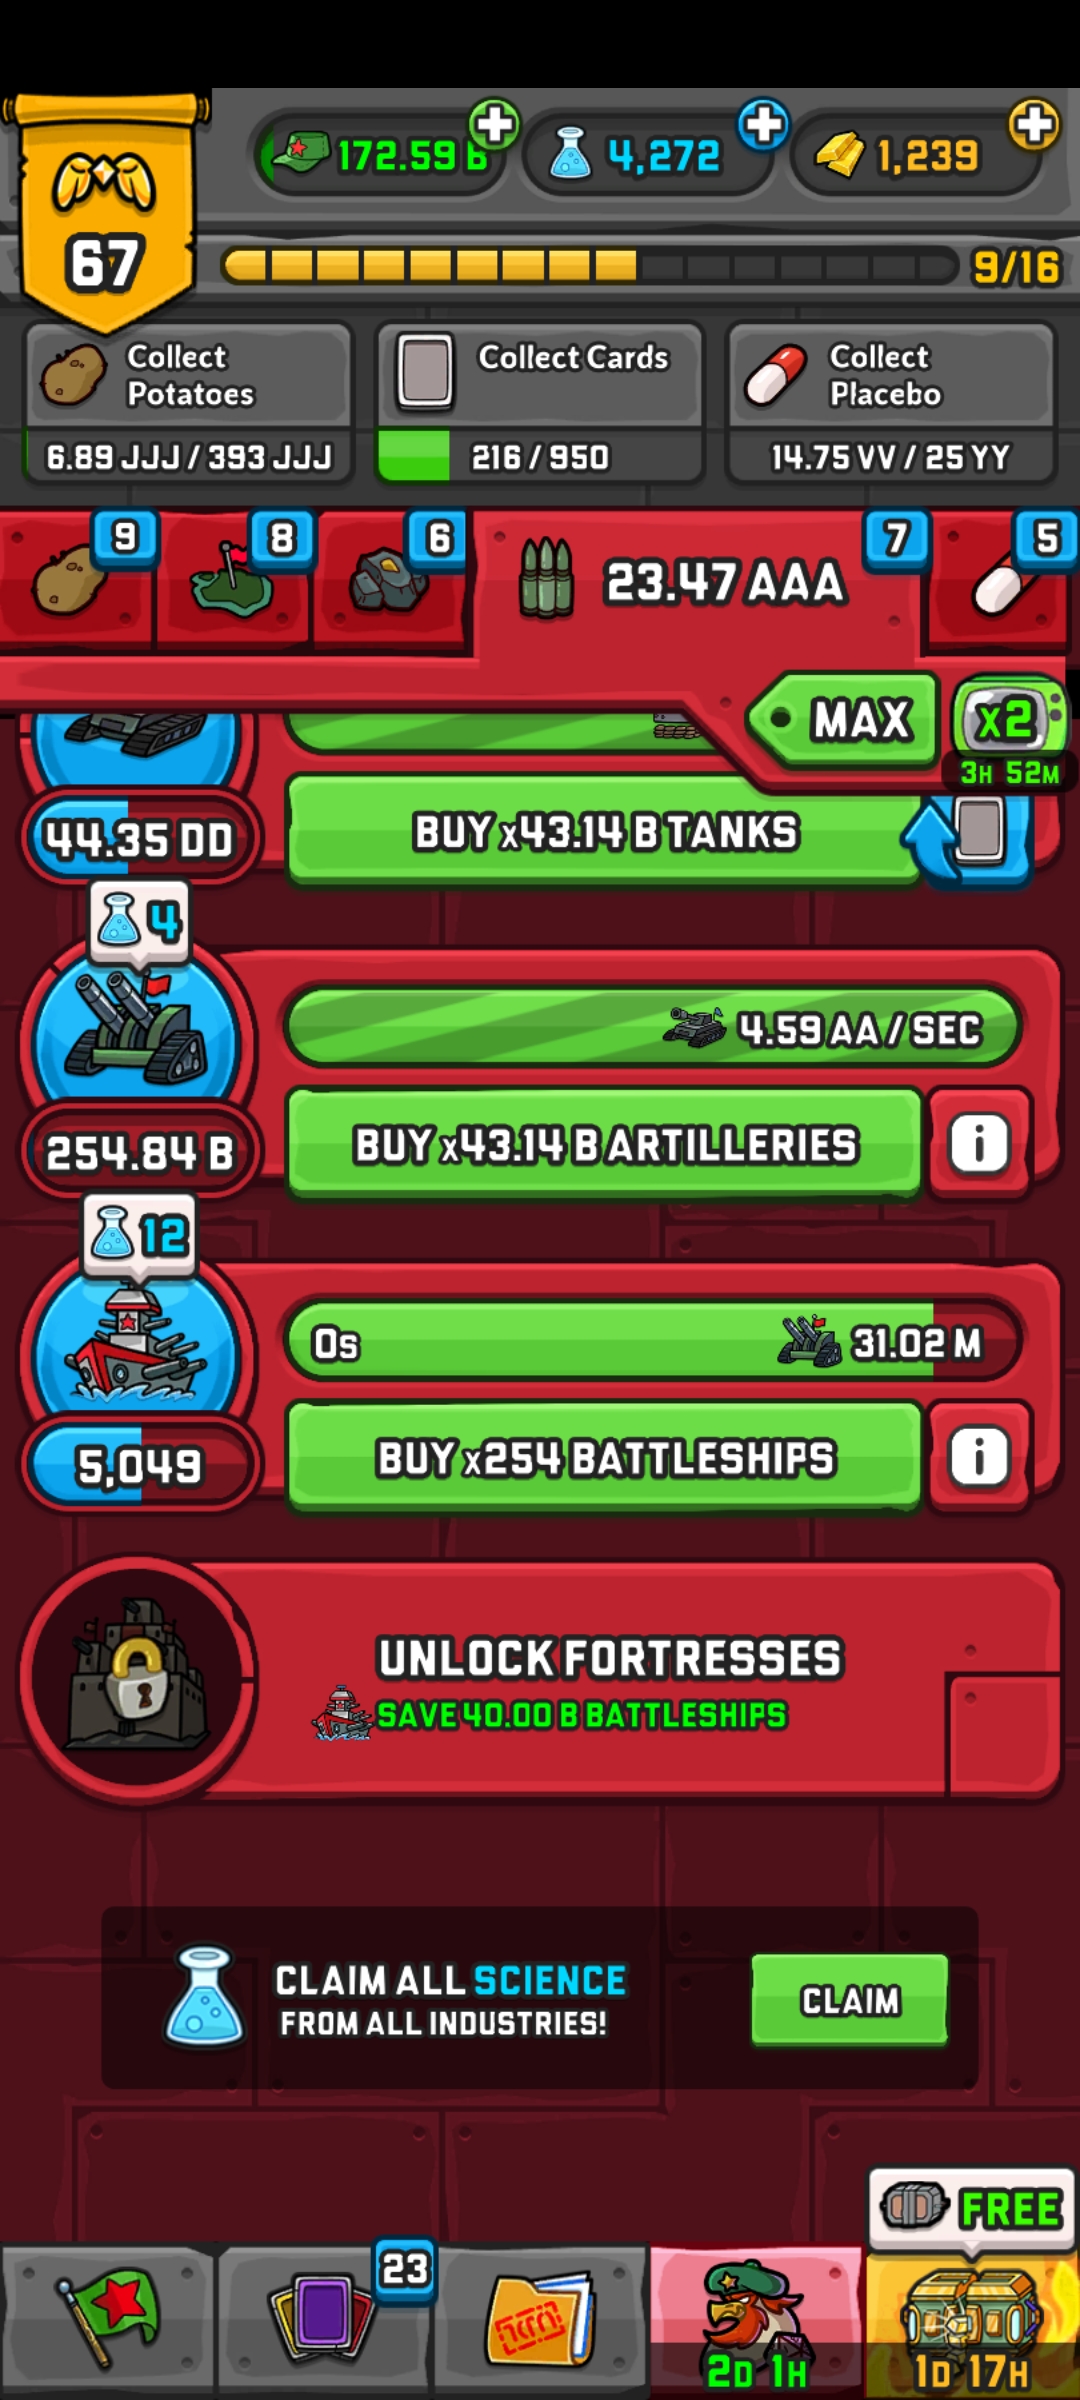 67
172.59 B
4,272
1,239
9/16
Collect
Potatoes
6.89 JJJ / 393 JJJ
Collect Cards
216 / 950
Collect
Placebo
14.75 VV / 25 YY
9
8
6
23.47 AAA
7
5
MAX
x2
3H 52M
44.35 DD
BUY x43.14 B TANKS
4
4.59 AA / SEC
254.84 B
BUY x43.14 B ARTILLERIES
i
12
0s
31.02 M
5,049
BUY x254 BATTLESHIPS
i
UNLOCK FORTRESSES
SAVE 40.00 B BATTLESHIPS
CLAIM ALL SCIENCE
FROM ALL INDUSTRIES!
CLAIM
FREE
23
2D 1H
1D 17H